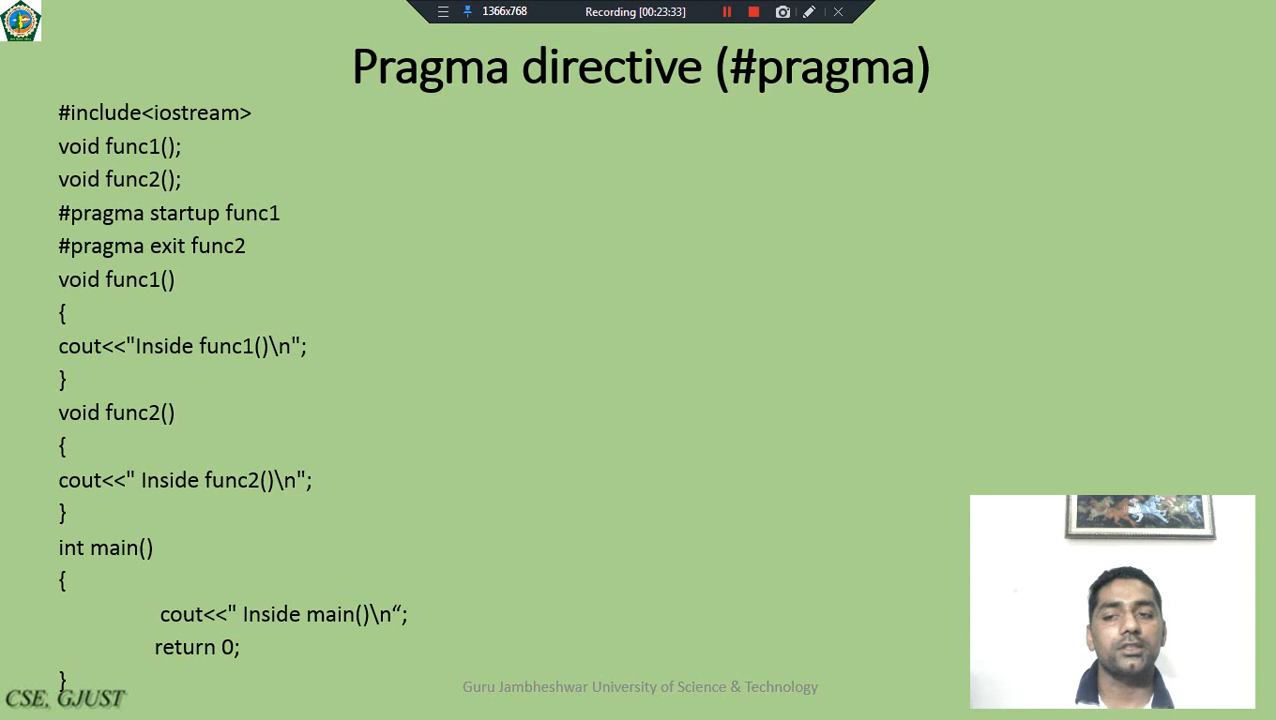 1366x768
Recording [00:23:33]
Pragma directive (#pragma)
#include<iostream>
void func1();
void func2();
#pragma startup func1
#pragma exit func2
void func1()
{
cout<<"Inside func1()\n";
}
void func2()
{
cout<<" Inside func2()\n";
}
int main()
{
cout<<" Inside main()\n“;
return 0;
}
CSE, GJUST
Guru Jambheshwar University of Science & Technology